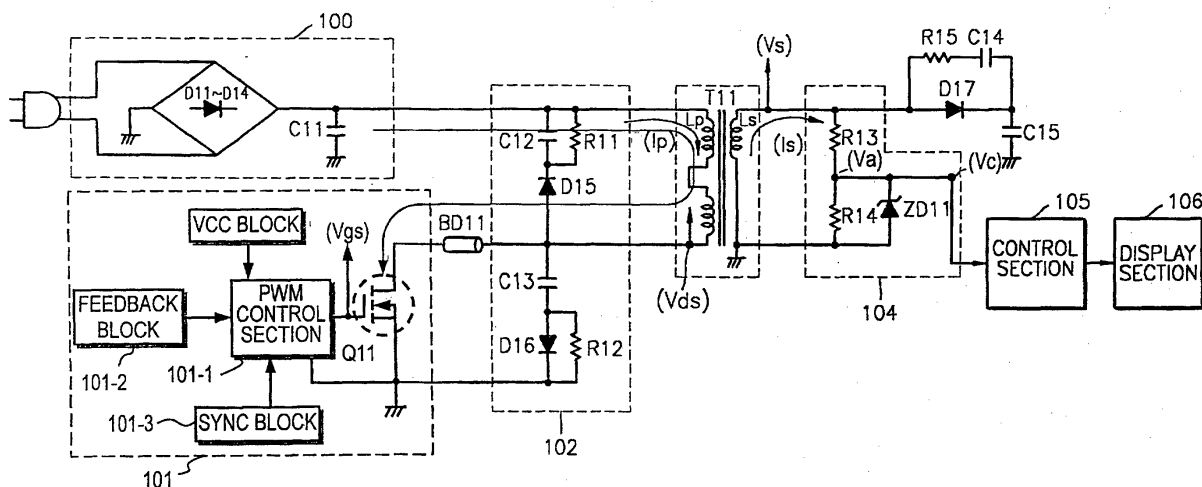 100
D11~D14
C11
C12
R11
(Ip)
D15
T11
Lp
Ls
(Vs)
(Is)
R15
C14
D17
C15
R13
(Va)
(Vc)
R14
ZD11
VCC BLOCK
(Vgs)
BD11
FEEDBACK
BLOCK
PWM
CONTROL
SECTION
Q11
101-2
101-1
101-3
SYNC BLOCK
101
C13
D16
R12
102
(Vds)
104
105
CONTROL
SECTION
106
DISPLAY
SECTION